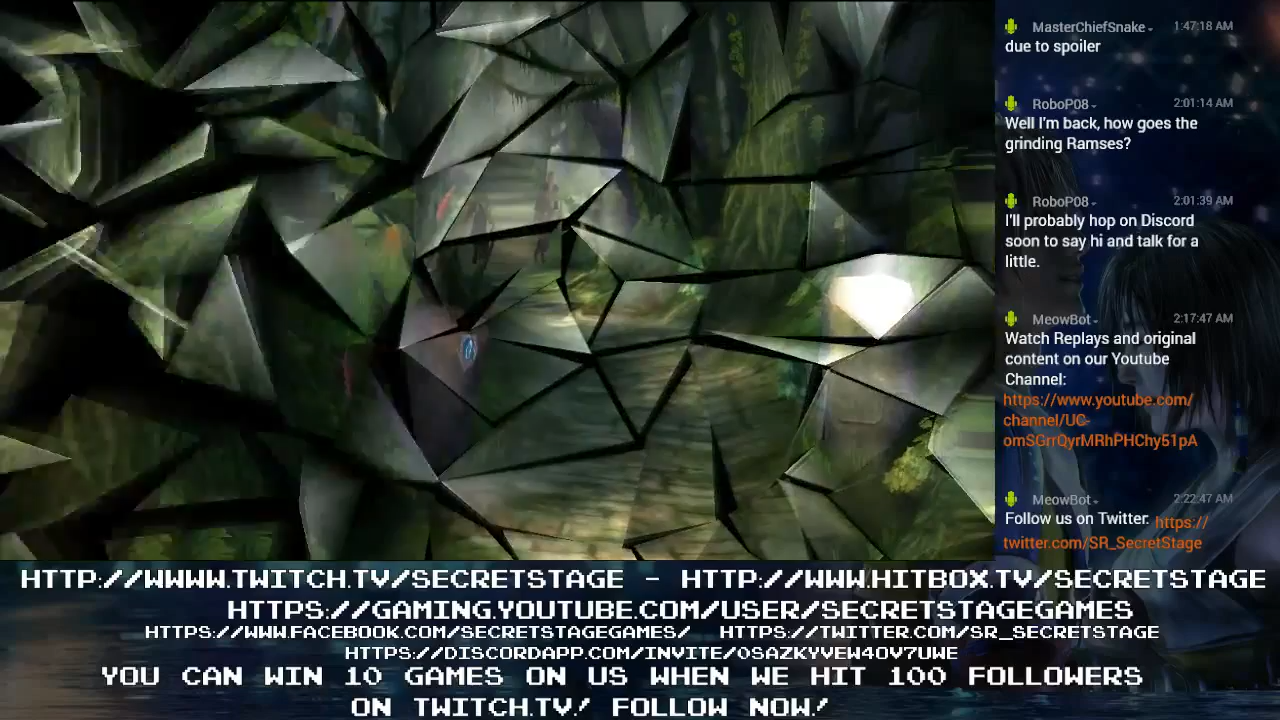 MasterChiefSnake 1:47:18 AM
due to spoiler
RoboP08 2:01:14 AM
Well I'm back, how goes the
grinding Ramses?
RoboP08 2:01:39 AM
I'll probably hop on Discord
soon to say hi and talk for a
little.
MeowBot 2:17:47 AM
Watch Replays and original
content on our Youtube
Channel:
https://www.youtube.com/
channel/UC-
omSGrrQyrMRhPHChy51pA
MeowBot 2:22:47 AM
Follow us on Twitter: https://
twitter.com/SR_SecretStage
HTTP://WWWW.TWITCH.TV/SECRETSTAGE - HTTP://WWW.HITBOX.TV/SECRETSTAGE
HTTPS://GAMING.YOUTUBE.COM/USER/SECRETSTAGEGAMES
HTTPS://WWW.FACEBOOK.COM/SECRETSTAGEGAMES/ HTTPS://TWITTER.COM/SR_SECRETSTAGE
HTTPS://DISCORDAPP.COM/INVITE/0SAZKYVEW4OV7UWE
YOU CAN WIN 10 GAMES ON US WHEN WE HIT 100 FOLLOWERS
ON TWITCH.TV! FOLLOW NOW!